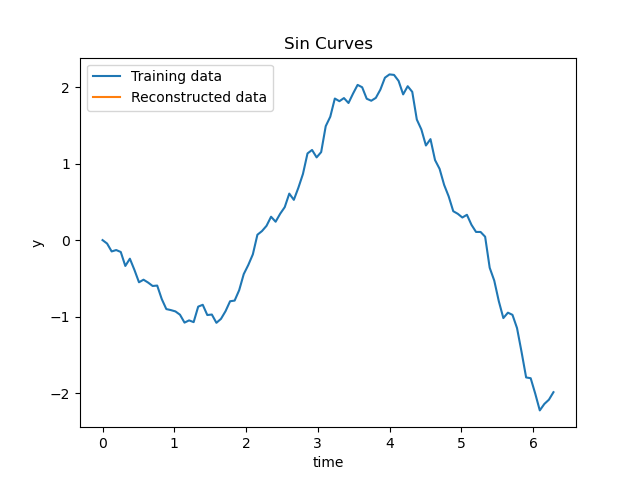 Sin Curves
Training data
Reconstructed data
y
2
1
0
−1
−2
0 1 2 3 4 5 6
time